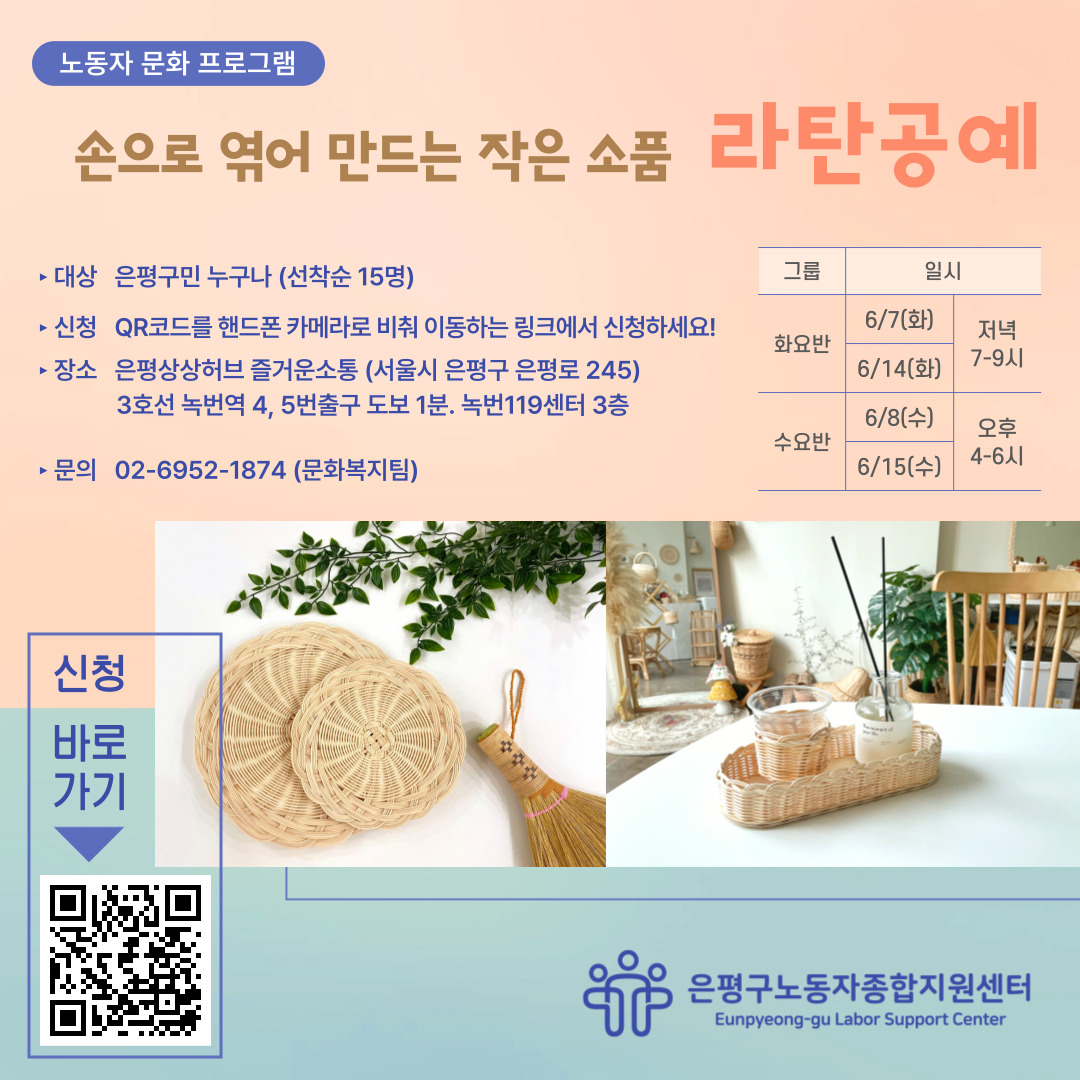 노동자 문화 프로그램
손으로 엮어 만드는 작은 소품 라탄공예
▸ 대상 은평구민 누구나 (선착순 15명)
▸ 신청 QR코드를 핸드폰 카메라로 비춰 이동하는 링크에서 신청하세요!
▸ 장소 은평상상허브 즐거운소통 (서울시 은평구 은평로 245)
3호선 녹번역 4, 5번출구 도보 1분. 녹번119센터 3층
▸ 문의 02-6952-1874 (문화복지팀)
그룹 일시
화요반 6/7(화) 저녁
6/14(화) 7-9시
수요반 6/8(수) 오후
6/15(수) 4-6시
신청
바로
가기
은평구노동자종합지원센터
Eunpyeong-gu Labor Support Center